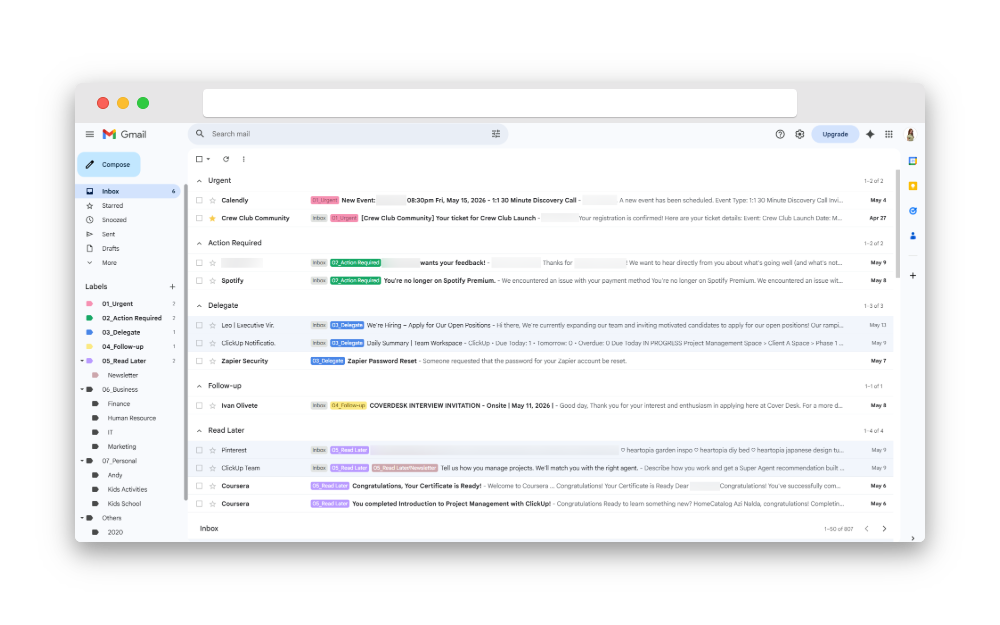 Gmail
Search mail
Upgrade
Compose
Inbox 6
Starred
Snoozed
Sent
Drafts
More
Labels +
01_Urgent 2
02_Action Required 2
03_Delegate 1
04_Follow-up 1
05_Read Later 2
Newsletter
06_Business
Finance
Human Resource
IT
Marketing
07_Personal
Andy
Kids Activities
Kids School
Others
2020
Urgent 1–2 of 2
Calendly 01_Urgent New Event: 08:30pm Fri, May 15, 2026 - 1:1 30 Minute Discovery Call - A new event has been scheduled. Event Type: 1:1 30 Minute Discovery Call Invi... May 4
Crew Club Community Inbox 01_Urgent [Crew Club Community] Your ticket for Crew Club Launch - Your registration is confirmed! Here are your ticket details: Event: Crew Club Launch Date: M... Apr 27
Action Required 1–2 of 2
Inbox 02_Action Required wants your feedback! - Thanks for ! We want to hear directly from you about what's going well (and what's not... May 9
Spotify Inbox 02_Action Required You're no longer on Spotify Premium. - We encountered an issue with your payment method We encountered an issue with your payment method You're no longer on Spo... May 8
Delegate 1–3 of 3
Leo | Executive Vir. Inbox 03_Delegate We're Hiring – Apply for Our Open Positions - Hi there, We're currently expanding our team and inviting motivated candidates to apply for our open positions! Our rampi... May 13
ClickUp Notificatio. Inbox 03_Delegate Daily Summary | Team Workspace - ClickUp • Due Today: 1 • Tomorrow: 0 • Overdue: 0 Due Today IN PROGRESS Project Management Space > Client A Space > Phase 1 ... May 9
Zapier Security 03_Delegate Zapier Password Reset - Someone requested that the password for your Zapier account be reset. May 7
Follow-up 1–1 of 1
Ivan Olivete Inbox 04_Follow-up COVERDESK INTERVIEW INVITATION - Onsite | May 11, 2026 | - Good day, Thank you for your interest and enthusiasm in applying here at Cover Desk. For a more d... May 8
Read Later 1–4 of 4
Pinterest Inbox 05_Read Later ♡ heartopia garden inspo ♡ heartopia diy bed ♡ heartopia japanese design tu... May 9
ClickUp Team Inbox 05_Read Later 05_Read Later/Newsletter Tell us how you manage projects. We'll match you with the right agent. - Describe how you work and get a Super Agent recommendation built ... May 9
Coursera 05_Read Later Congratulations, Your Certificate is Ready! - Welcome to Coursera ... Congratulations! Your Certificate is Ready Dear Congratulations! You've successfully com... May 6
Coursera 05_Read Later You completed Introduction to Project Management with ClickUp! - Congratulations Ready to learn something new? HomeCatalog Azi Nalda, congratulations! Completin... May 6
Inbox 1–50 of 807